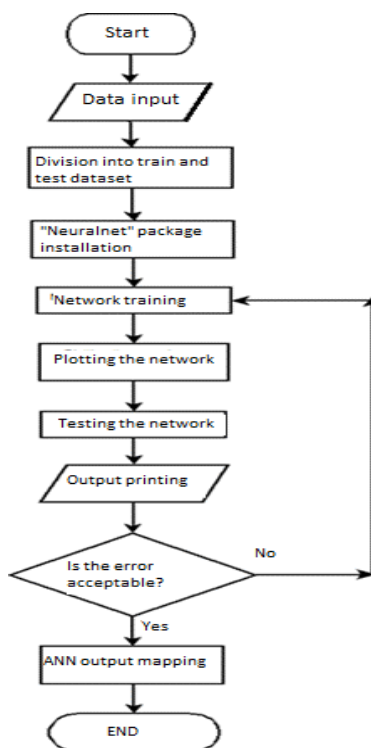 Start
Data input
Division into train and
test dataset
"Neuralnet" package
installation
'Network training
Plotting the network
Testing the network
Output printing
Is the error
acceptable?
No
Yes
ANN output mapping
END